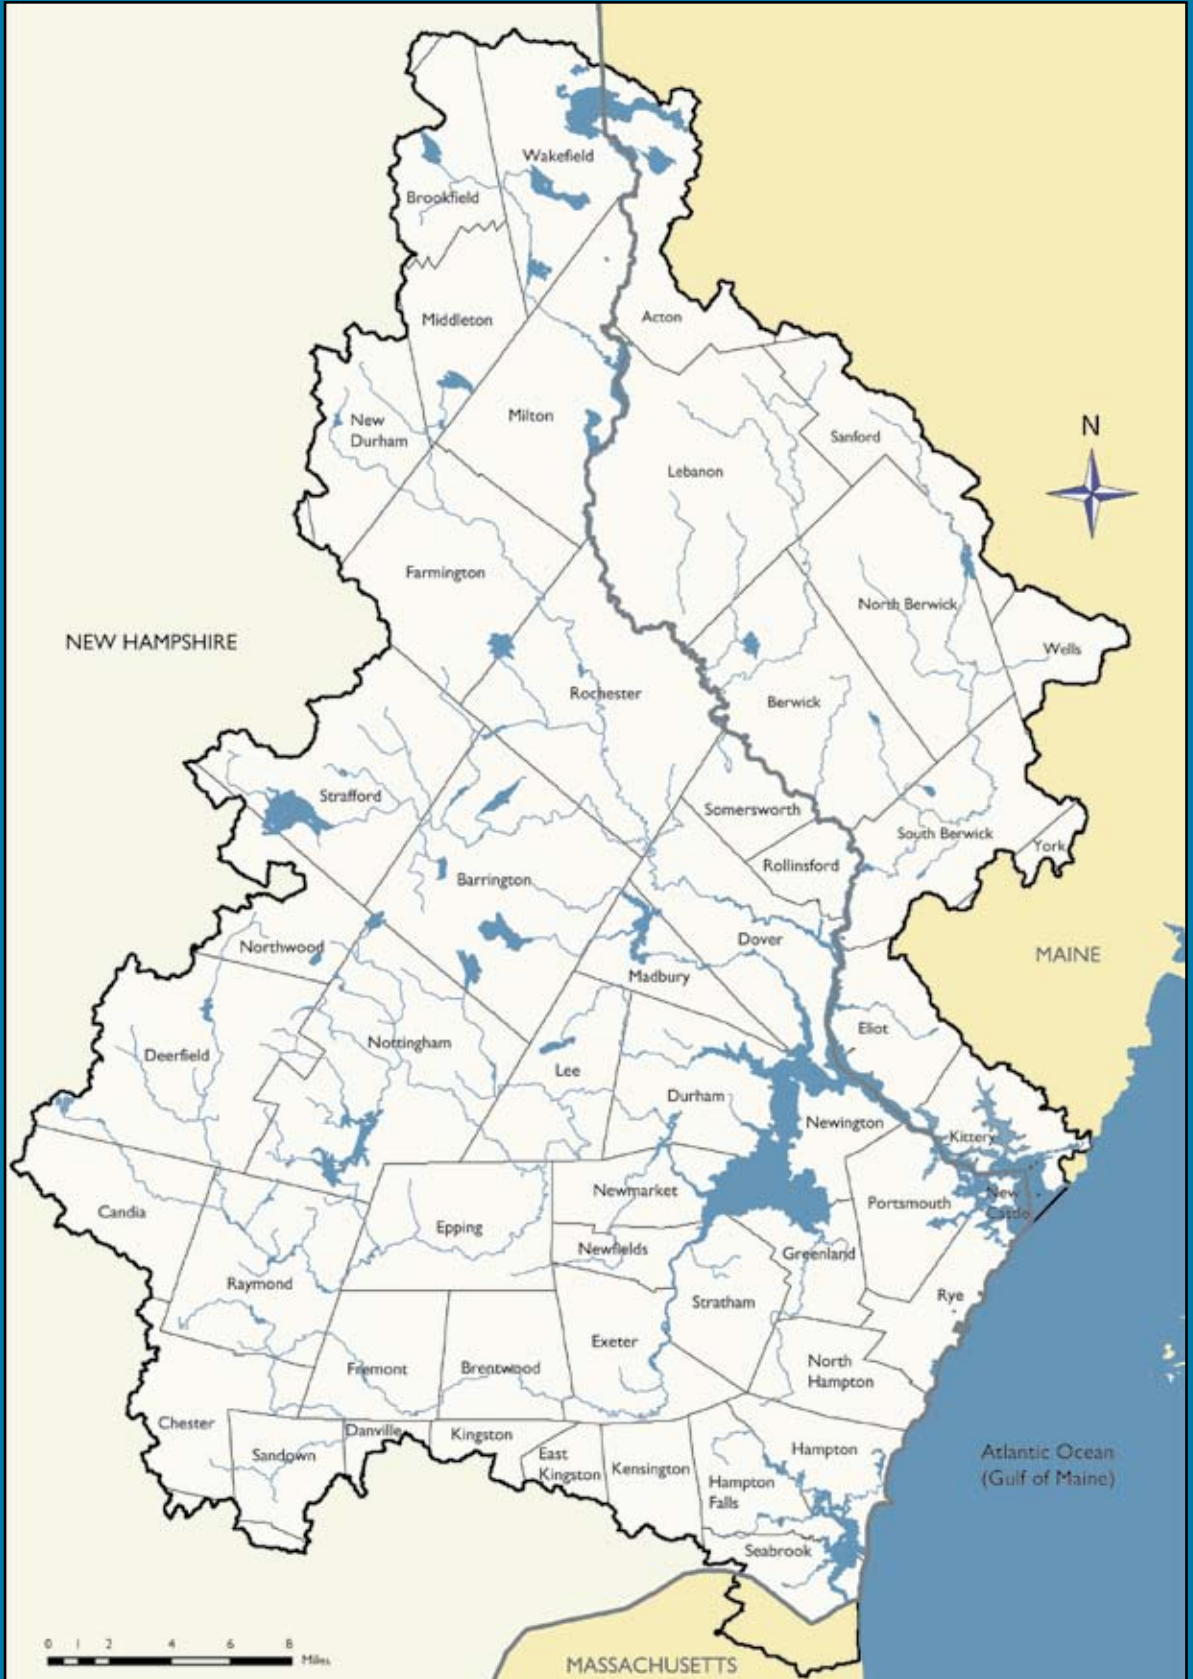 Wakefield
Brookfield
Middleton
Acton
New
Durham
Milton
Sanford
N
Lebanon
Farmington
North Berwick
NEW HAMPSHIRE
Wells
Rochester
Berwick
Strafford
Somersworth
South Berwick
York
Rollinsford
Barrington
Northwood
Dover
MAINE
Madbury
Eliot
Deerfield
Nottingham
Lee
Durham
Newington
Kittery
Newmarket
New
Castle
Portsmouth
Candia
Epping
Newfields
Greenland
Raymond
Stratham
Rye
Exeter
Fremont
Brentwood
North
Hampton
Chester
Danville
Kingston
Sandown
East
Kingston
Kensington
Hampton
Hampton
Falls
Atlantic Ocean
(Gulf of Maine)
Seabrook
0 1 2 4 6 8
Miles
MASSACHUSETTS